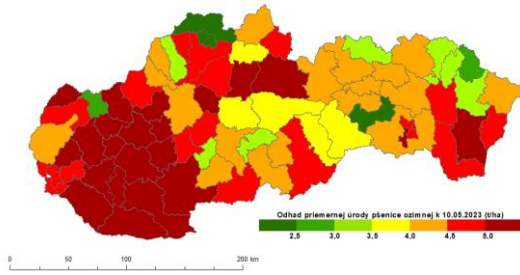 Odhad priemernej úrody pšenice ozimnej k 10.05.2023 (t/ha)
2,5 3,0 3,5 4,0 4,5 5,0
0 50 100 200 km